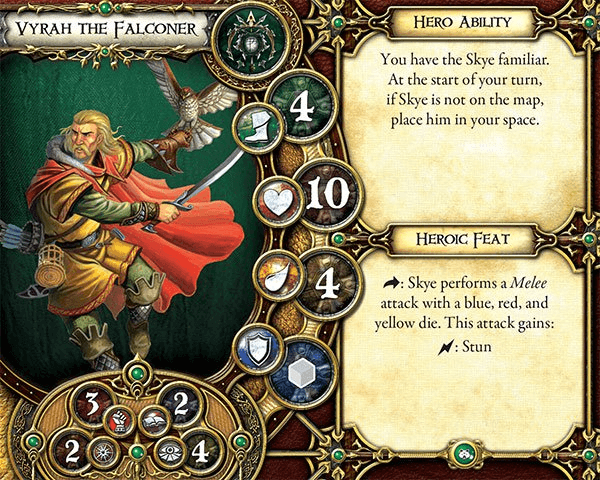 Vyrah the Falconer
4
10
4
3
2
2
4
Hero Ability
You have the Skye familiar.
At the start of your turn,
if Skye is not on the map,
place him in your space.
Heroic Feat
: Skye performs a Melee
attack with a blue, red, and
yellow die. This attack gains:
: Stun